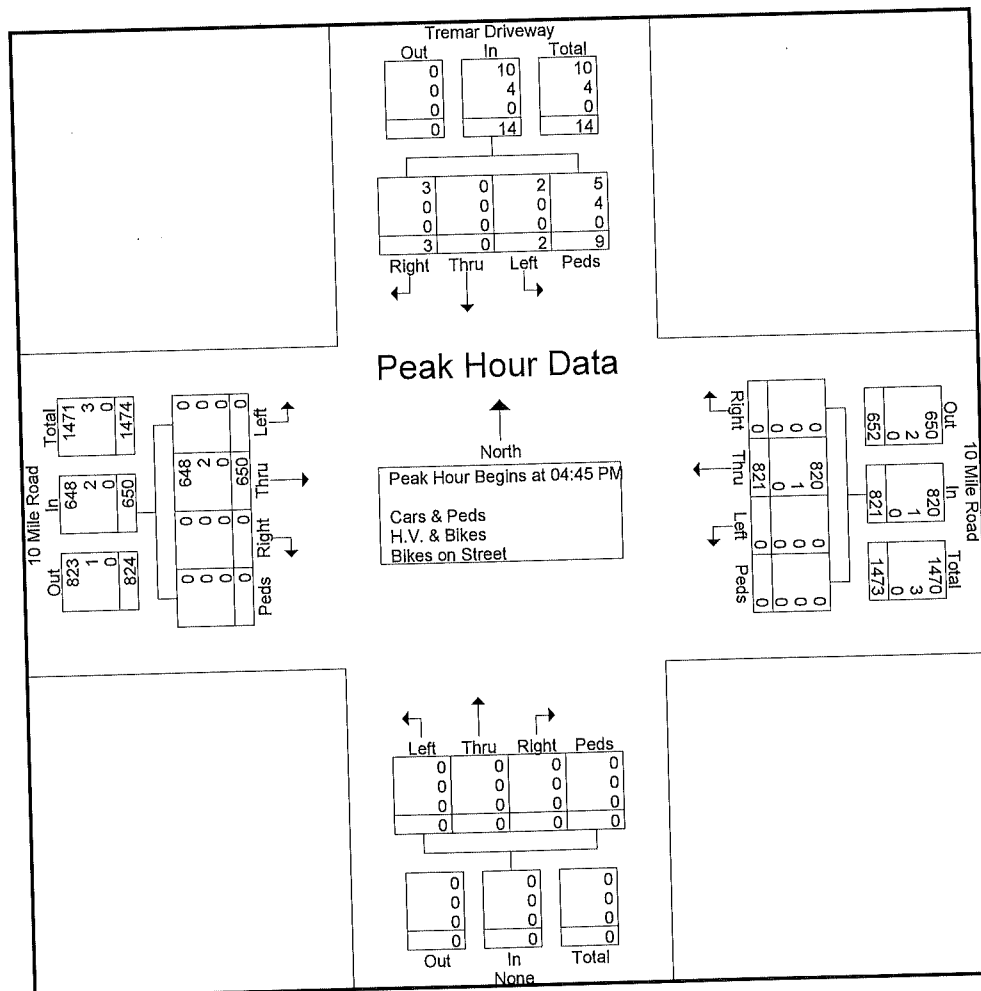 Tremar Driveway
Out In Total
0 10 10
0 4 4
0 0 0
0 14 14
3 0 2 5
0 0 0 4
0 0 0 0
3 0 2 9
Right Thru Left Peds
Peak Hour Data
North
Peak Hour Begins at 04:45 PM
Cars & Peds
H.V. & Bikes
Bikes on Street
10 Mile Road
Out In Total
823 648 1471
1 2 3
0 0 0
824 650 1474
0 0 648 0
0 0 2 0
0 0 0 0
0 0 650 0
Peds Right Thru Left
10 Mile Road
Out In Total
650 820 1470
2 1 3
0 0 0
652 821 1473
0 820 0 0
0 1 0 0
0 0 0 0
0 821 0 0
Right Thru Left Peds
Left Thru Right Peds
0 0 0 0
0 0 0 0
0 0 0 0
0 0 0 0
0 0 0
0 0 0
0 0 0
0 0 0
Out In Total
None